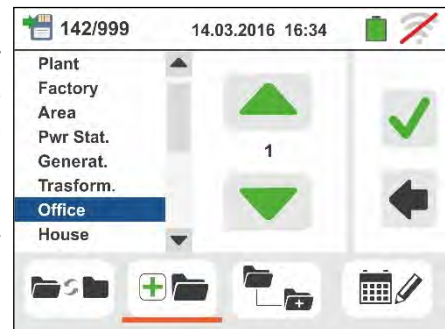 142/999 14.03.2016 16:34
Plant
Factory
Area
Pwr Stat.
Generat.
Trasform.
Office
House
1